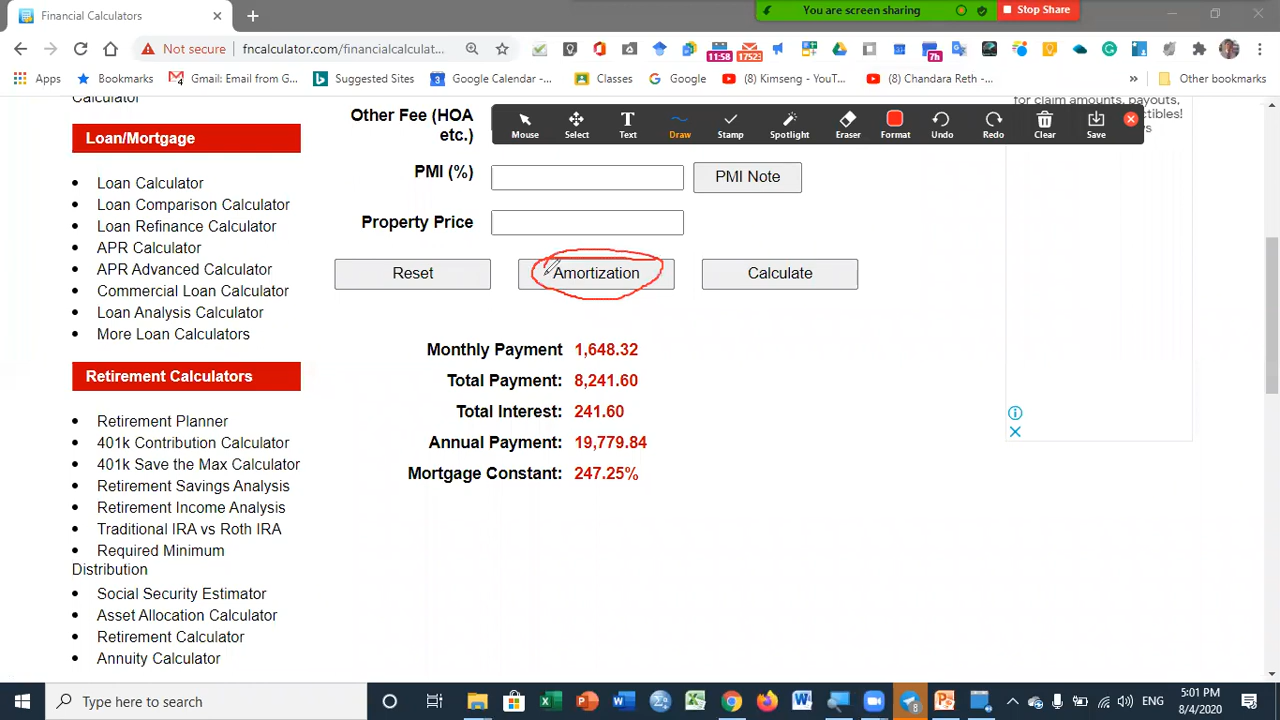 Financial Calculators
You are screen sharing
Stop Share
Not secure
fncalculator.com/financialcalculat...
11:58
17523
7h
Apps
Bookmarks
Gmail: Email from G...
Suggested Sites
Google Calendar -...
Classes
Google
(8) Kimseng - YouT...
(8) Chandara Reth -...
»
Other bookmarks
Calculator
Loan/Mortgage
Loan Calculator
Loan Comparison Calculator
Loan Refinance Calculator
APR Calculator
APR Advanced Calculator
Commercial Loan Calculator
Loan Analysis Calculator
More Loan Calculators
Retirement Calculators
Retirement Planner
401k Contribution Calculator
401k Save the Max Calculator
Retirement Savings Analysis
Retirement Income Analysis
Traditional IRA vs Roth IRA
Required Minimum
Distribution
Social Security Estimator
Asset Allocation Calculator
Retirement Calculator
Annuity Calculator
Other Fee (HOA
etc.)
Mouse
Select
Text
Draw
Stamp
Spotlight
Eraser
Format
Undo
Redo
Clear
Save
for claim amounts, payouts,
PMI (%)
PMI Note
Property Price
Reset
Amortization
Calculate
Monthly Payment 1,648.32
Total Payment: 8,241.60
Total Interest: 241.60
Annual Payment: 19,779.84
Mortgage Constant: 247.25%
Type here to search
8
ENG
5:01 PM
8/4/2020